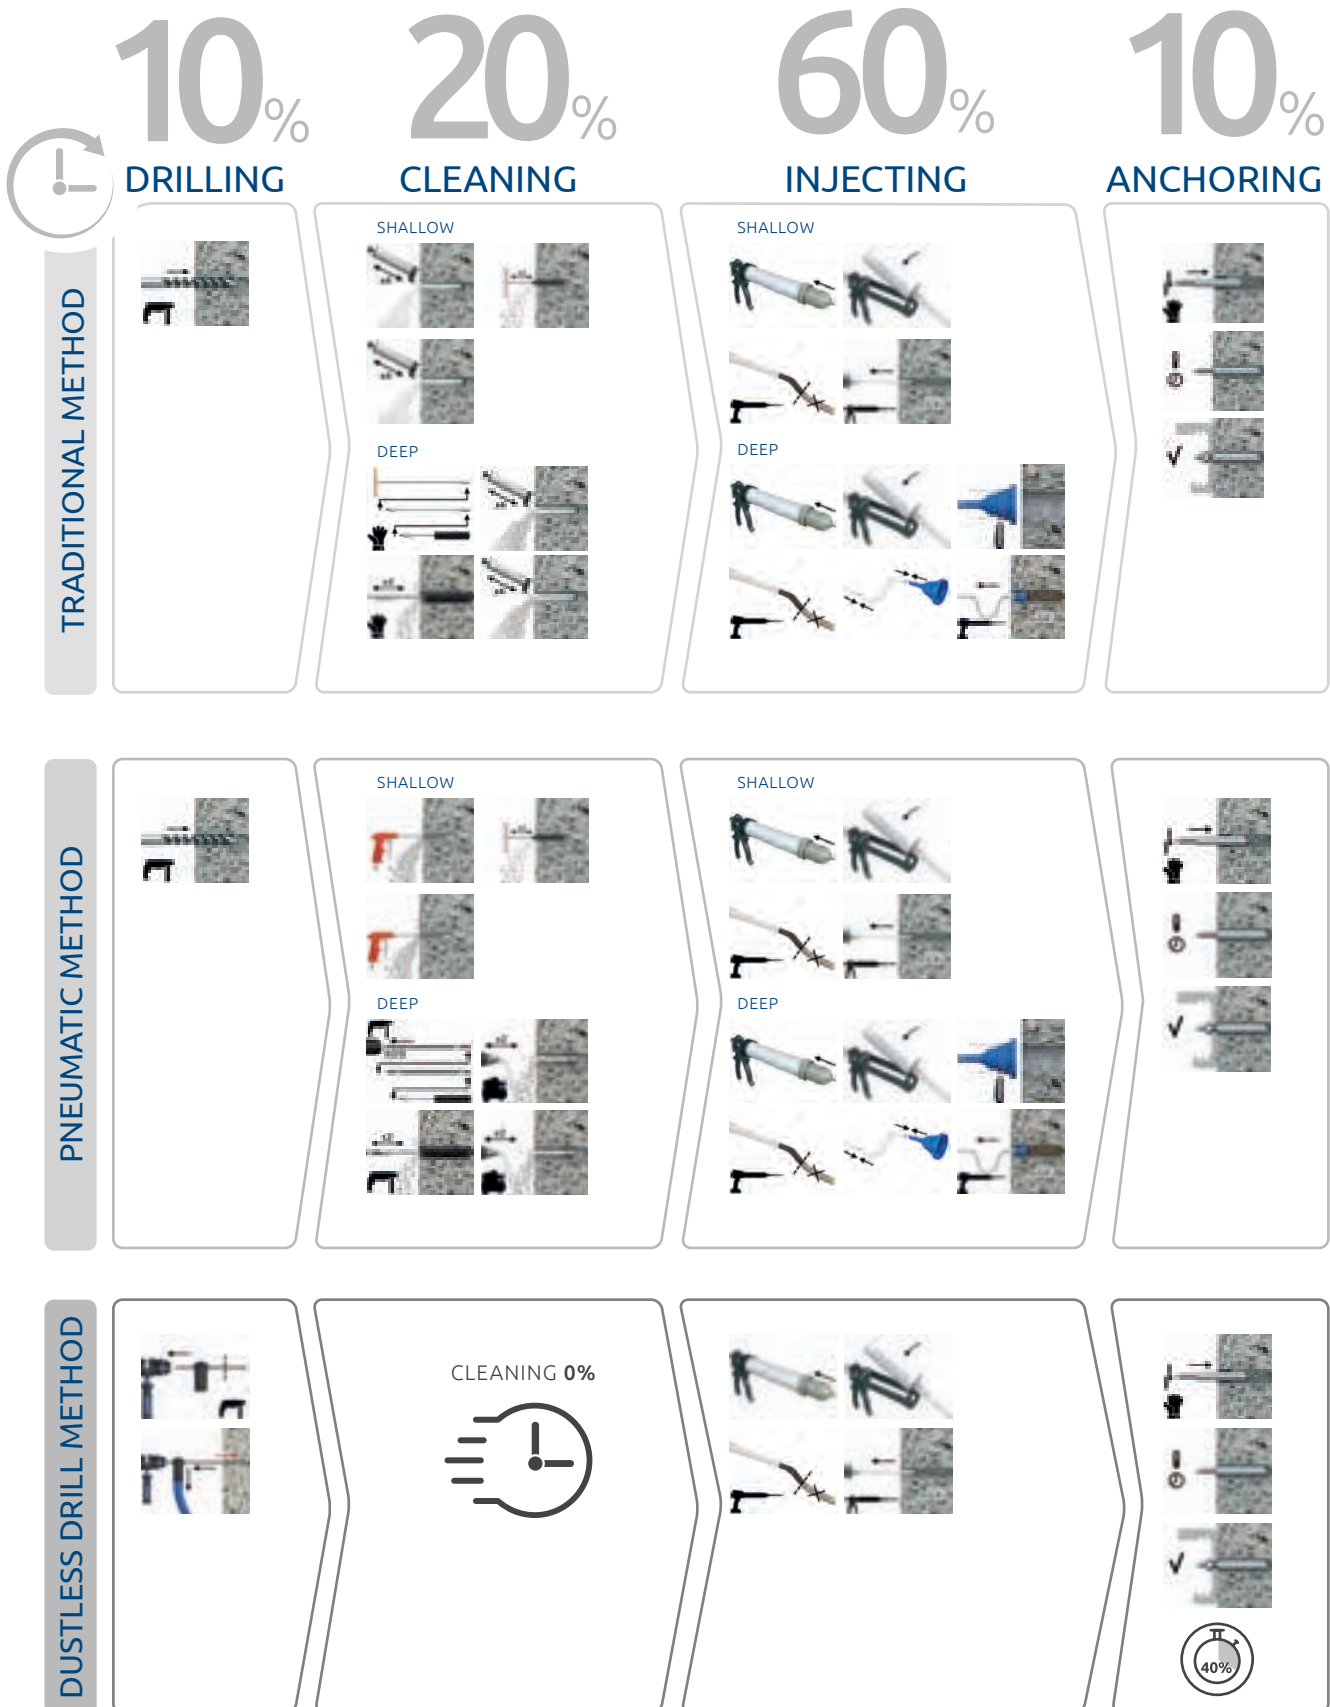 10% 20% 60% 10%
DRILLING CLEANING INJECTING ANCHORING
TRADITIONAL METHOD
SHALLOW
DEEP
SHALLOW
DEEP
PNEUMATIC METHOD
SHALLOW
DEEP
SHALLOW
DEEP
DUSTLESS DRILL METHOD
CLEANING 0%
40%